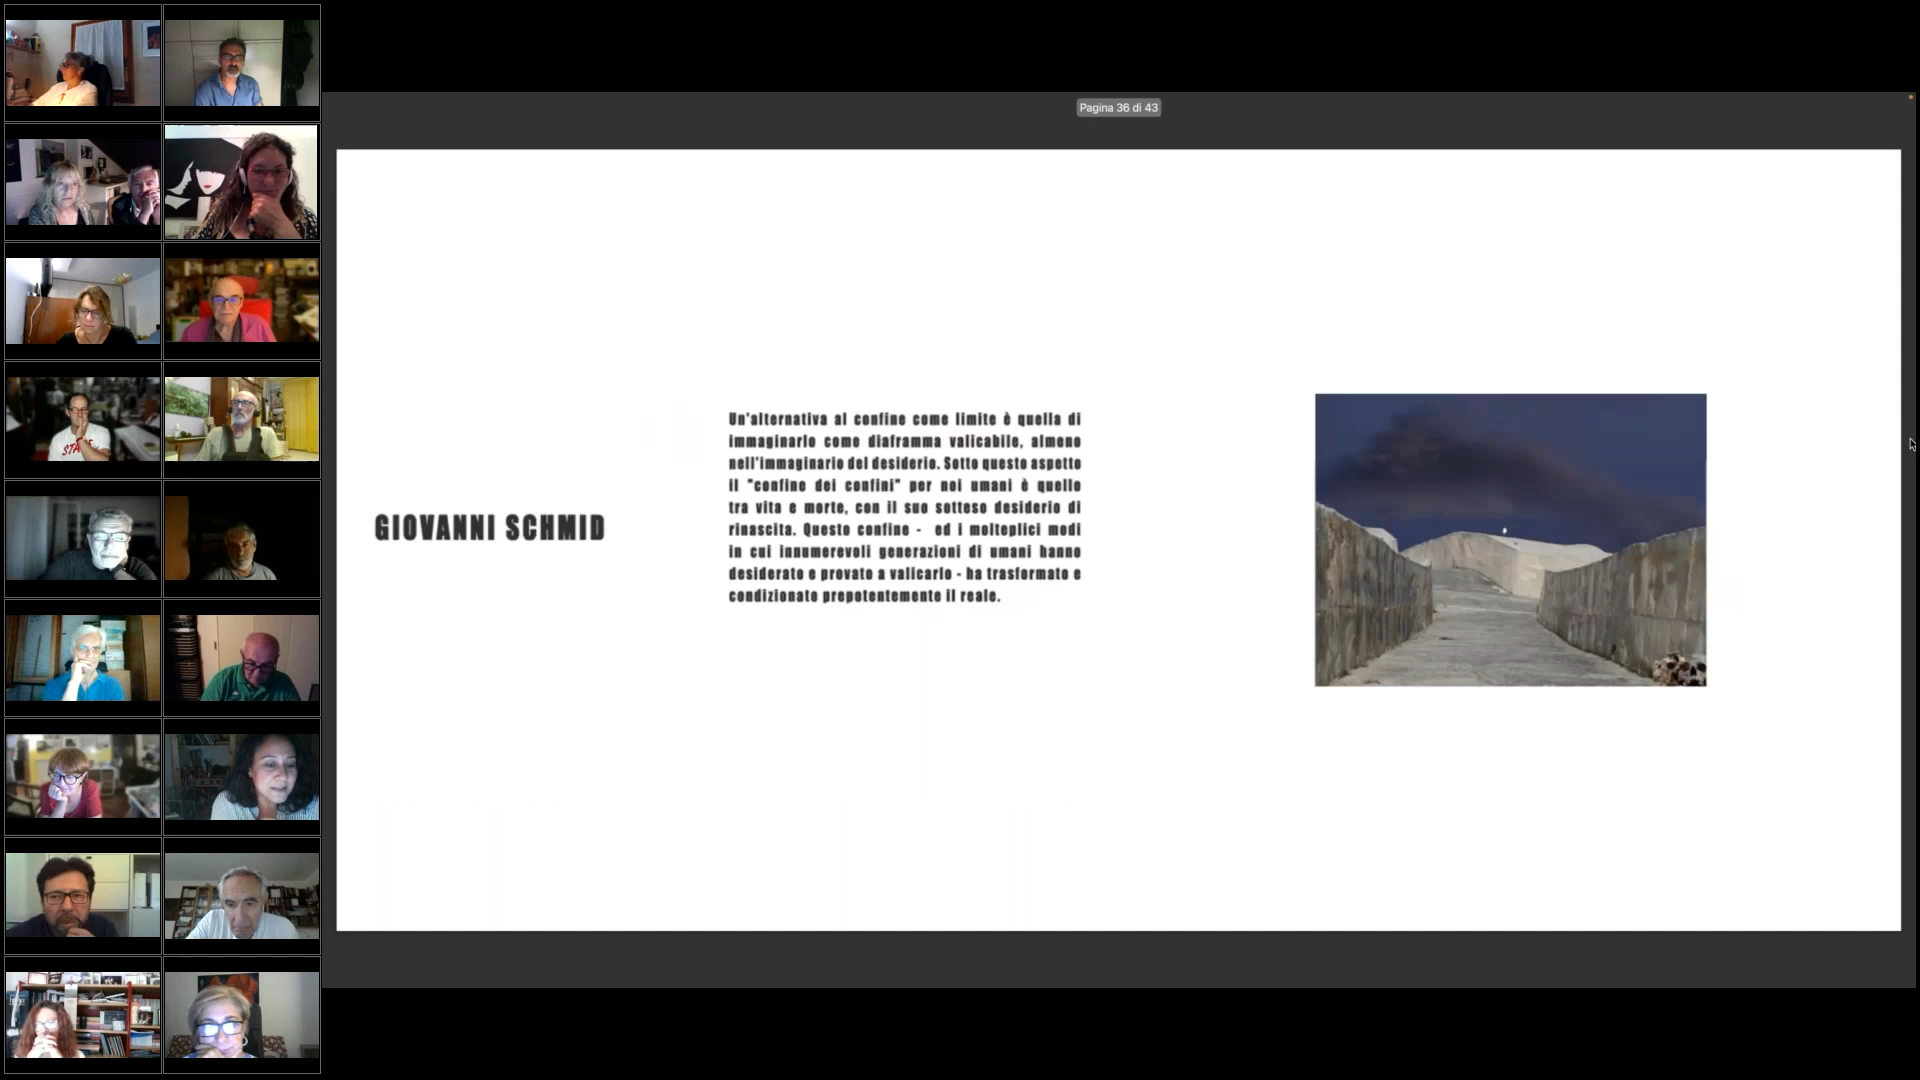 Pagina 36 di 43
GIOVANNI SCHMID
Un'alternativa al confine come limite è quella di
immaginarlo come diaframma valicabile, almeno
nell'immaginario del desiderio. Sotto questo aspetto
il "confine dei confini" per noi umani è quello
tra vita e morte, con il suo sotteso desiderio di
rinascita. Questo confine - ed i molteplici modi
in cui innumerevoli generazioni di umani hanno
desiderato e provato a valicarlo - ha trasformato e
condizionato prepotentemente il reale.